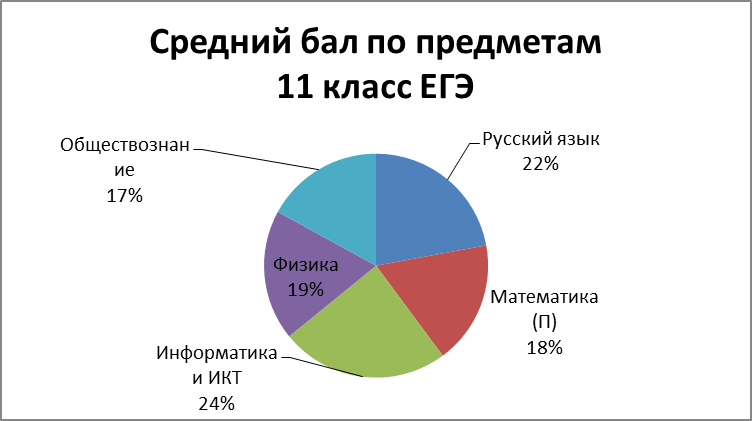 Средний бал по предметам
11 класс ЕГЭ
Русский язык
22%
Математика
(П)
18%
Информатика
и ИКТ
24%
Физика
19%
Обществознан
ие
17%